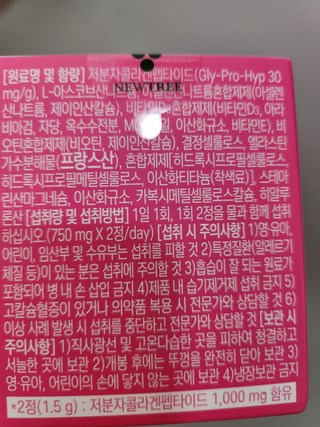 NEWTREE
[원료명 및 함량] 저분자콜라겐펩타이드(Gly-Pro-Hyp 30
mg/g), L-아스코브산나트륨, 혼합제제(아셀렌
산나트륨, 제이인산칼슘), 비타민D₃혼합제제(비타민D₃, 아라
비아검, 자당, 옥수수전분, 이산화규소, 비타민E), 비
오틴혼합제제(비오틴, 제이인산칼슘), 결정셀룰로스, 엘라스틴
가수분해물(프랑스산), 혼합제제(히드록시프로필셀룰로스,
히드록시프로필메틸셀룰로스, 이산화티타늄(착색제)), 스테아
린산마그네슘, 이산화규소, 카복시메틸셀룰로스칼슘, 히알루
론산 [섭취량 및 섭취방법] 1일 1회, 1회 2정을 물과 함께 섭취
하십시오 (750 mg X 2정/day) [섭취 시 주의사항] 1)영·유아,
어린이, 임산부 및 수유부는 섭취를 피할 것 2)특정질환(알레르기
체질 등)이 있는 분은 섭취에 주의할 것 3)흡습이 잘 되는 원료가
포함되어 병 내 손 삽입 금지 4)제품 내 습기제거제 섭취 금지 5)
고칼슘혈증이 있거나 의약품 복용 시 전문가와 상담할 것 6)
이상 사례 발생 시 섭취를 중단하고 전문가와 상담할 것 [보관 시
주의사항] 1)직사광선 및 고온다습한 곳을 피하여 청결하고
서늘한 곳에 보관 2)개봉 후에는 뚜껑을 완전히 닫아 보관 3)
영·유아, 어린이의 손에 닿지 않는 곳에 보관 4)냉장보관 금지
*2정(1.5 g) : 저분자콜라겐펩타이드 1,000 mg 함유